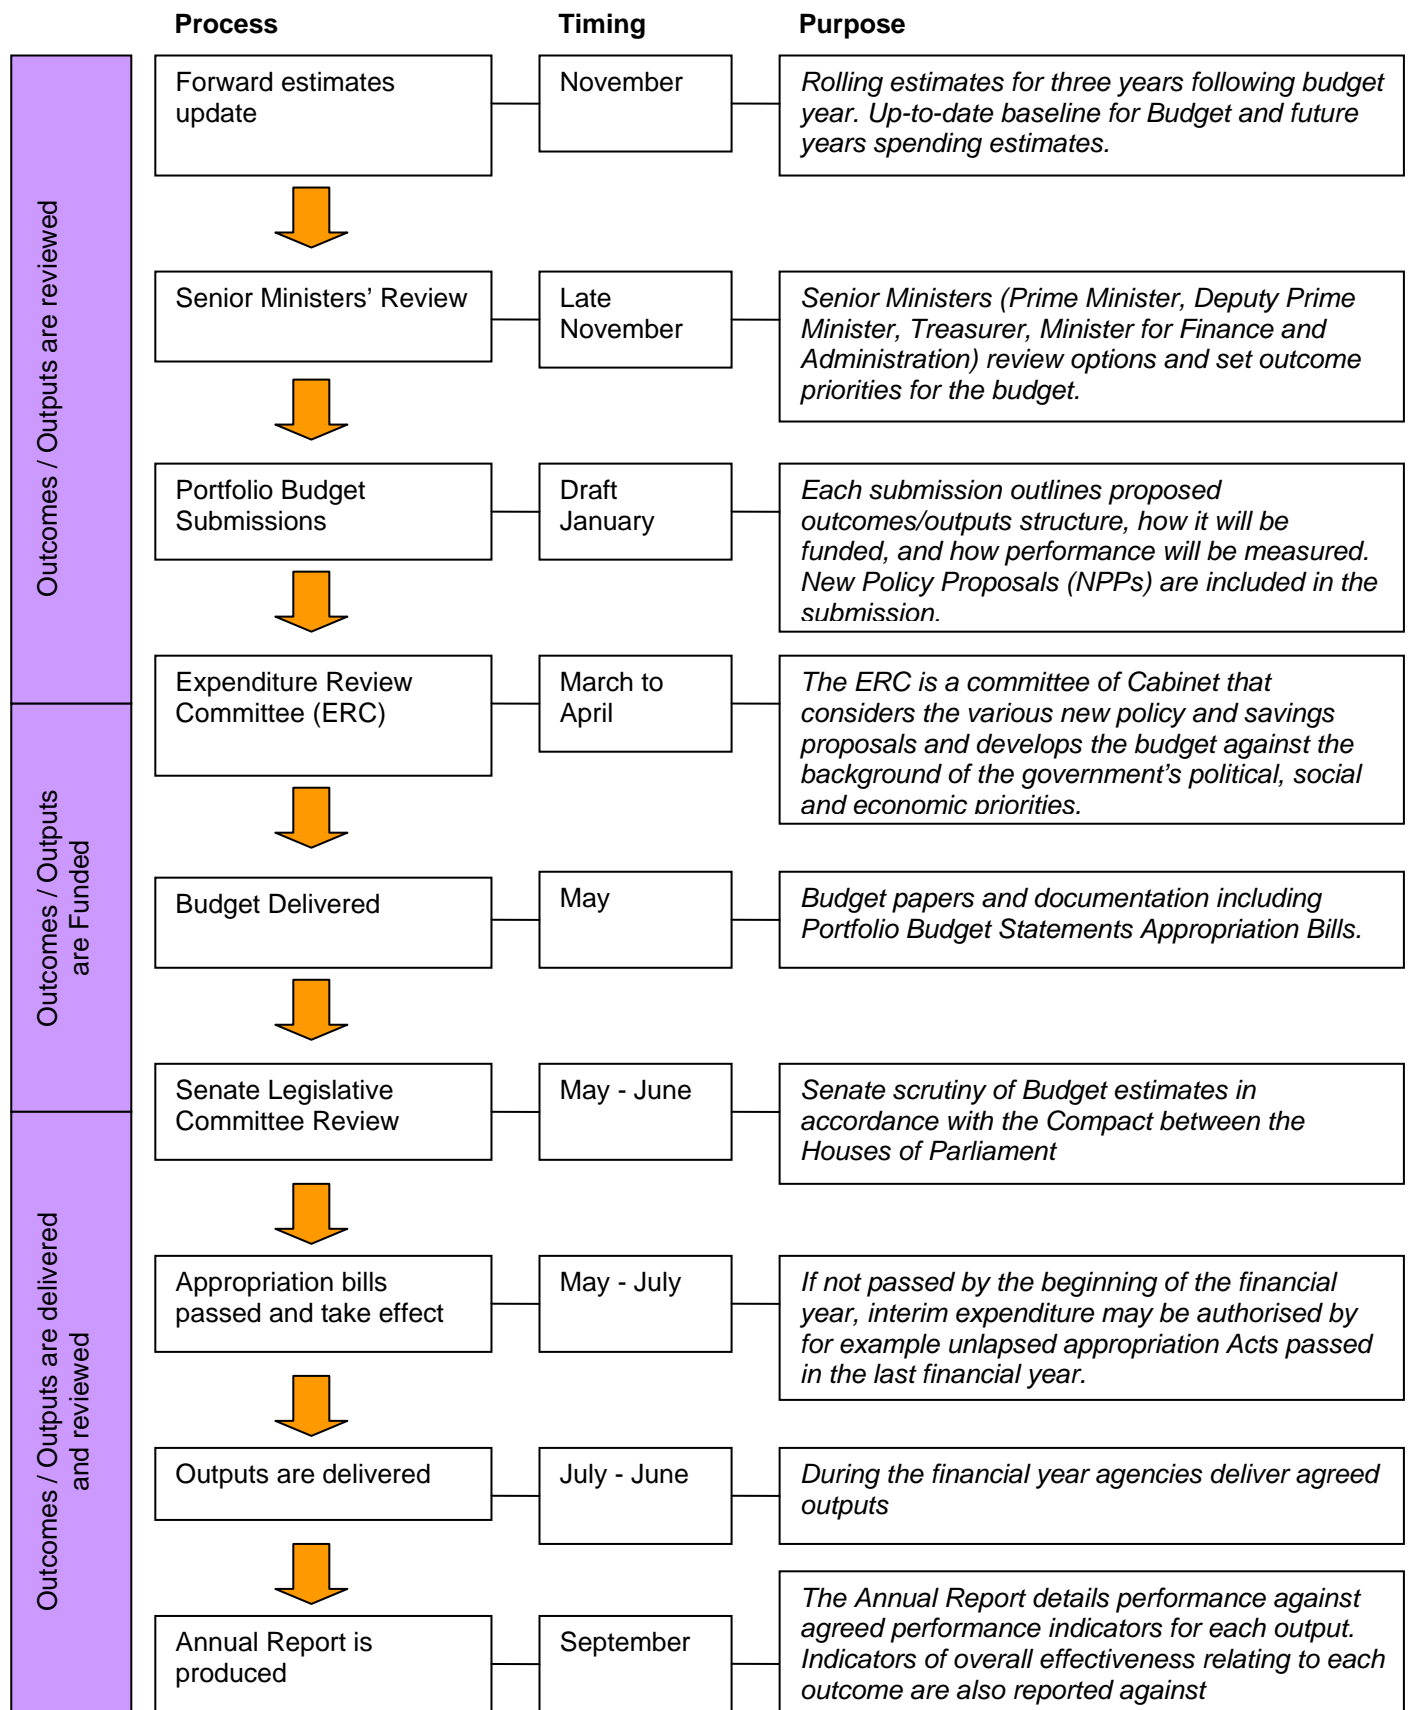 Process
Timing
Purpose
Outcomes / Outputs are reviewed
Forward estimates
update
November
Rolling estimates for three years following budget
year. Up-to-date baseline for Budget and future
years spending estimates.
Senior Ministers’ Review
Late
November
Senior Ministers (Prime Minister, Deputy Prime
Minister, Treasurer, Minister for Finance and
Administration) review options and set outcome
priorities for the budget.
Portfolio Budget
Submissions
Draft
January
Each submission outlines proposed
outcomes/outputs structure, how it will be
funded, and how performance will be measured.
New Policy Proposals (NPPs) are included in the
submission.
Expenditure Review
Committee (ERC)
March to
April
The ERC is a committee of Cabinet that
considers the various new policy and savings
proposals and develops the budget against the
background of the government’s political, social
and economic priorities.
Outcomes / Outputs
are Funded
Budget Delivered
May
Budget papers and documentation including
Portfolio Budget Statements Appropriation Bills.
Senate Legislative
Committee Review
May - June
Senate scrutiny of Budget estimates in
accordance with the Compact between the
Houses of Parliament
Outcomes / Outputs are delivered
and reviewed
Appropriation bills
passed and take effect
May - July
If not passed by the beginning of the financial
year, interim expenditure may be authorised by
for example unlapsed appropriation Acts passed
in the last financial year.
Outputs are delivered
July - June
During the financial year agencies deliver agreed
outputs
Annual Report is
produced
September
The Annual Report details performance against
agreed performance indicators for each output.
Indicators of overall effectiveness relating to each
outcome are also reported against